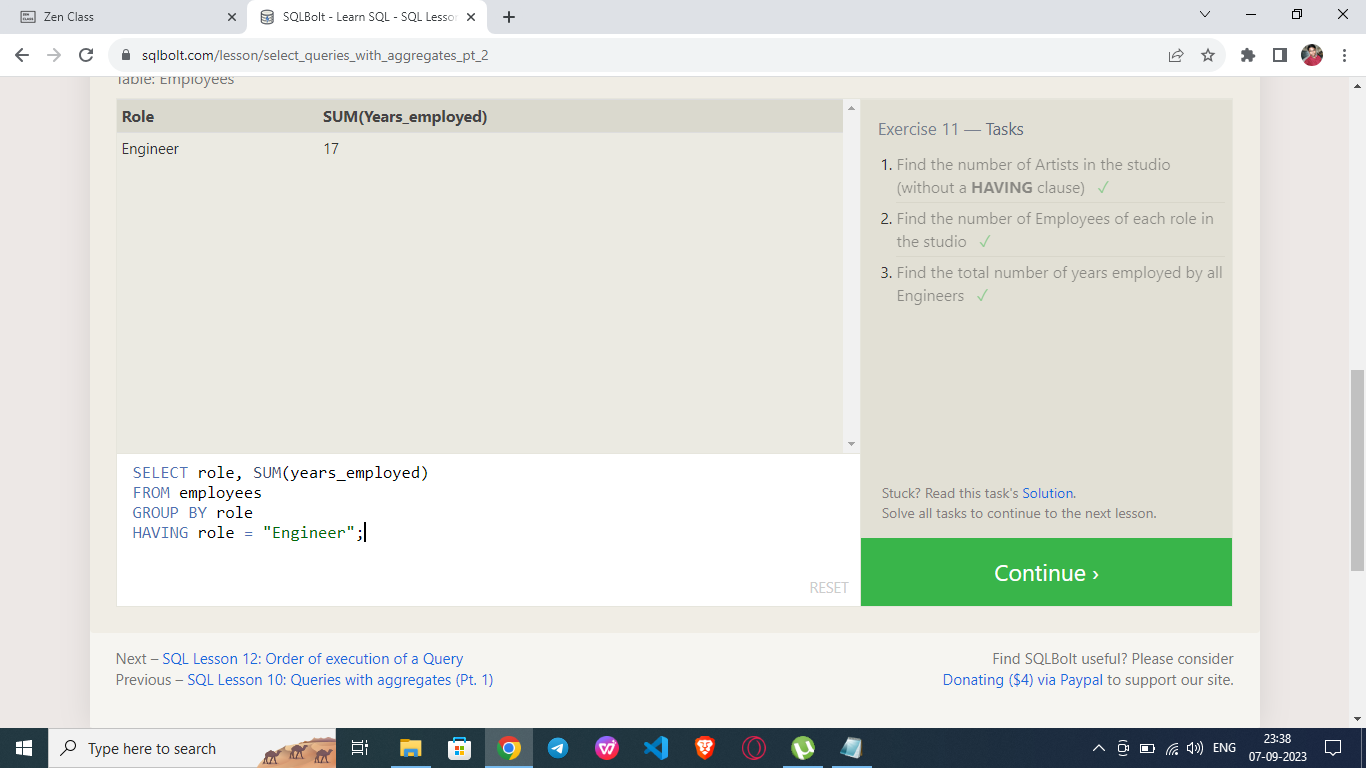 Zen Class
SQLBolt - Learn SQL - SQL Lesson
sqlbolt.com/lesson/select_queries_with_aggregates_pt_2
Table: Employees
Role SUM(Years_employed)
Engineer 17
Exercise 11 — Tasks
1. Find the number of Artists in the studio
(without a HAVING clause) ✓
2. Find the number of Employees of each role in
the studio ✓
3. Find the total number of years employed by all
Engineers ✓
SELECT role, SUM(years_employed)
FROM employees
GROUP BY role
HAVING role = "Engineer";
RESET
Stuck? Read this task's Solution.
Solve all tasks to continue to the next lesson.
Continue ›
Next – SQL Lesson 12: Order of execution of a Query
Previous – SQL Lesson 10: Queries with aggregates (Pt. 1)
Find SQLBolt useful? Please consider
Donating ($4) via Paypal to support our site.
Type here to search
ENG
23:38
07-09-2023